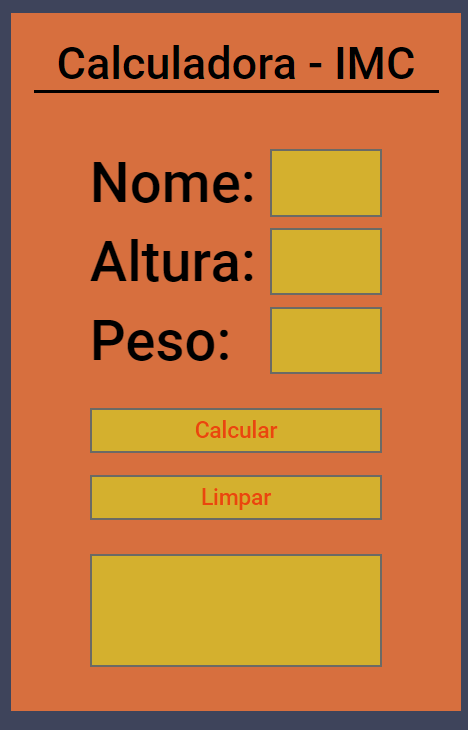 Calculadora - IMC
Nome:
Altura:
Peso:
Calcular
Limpar